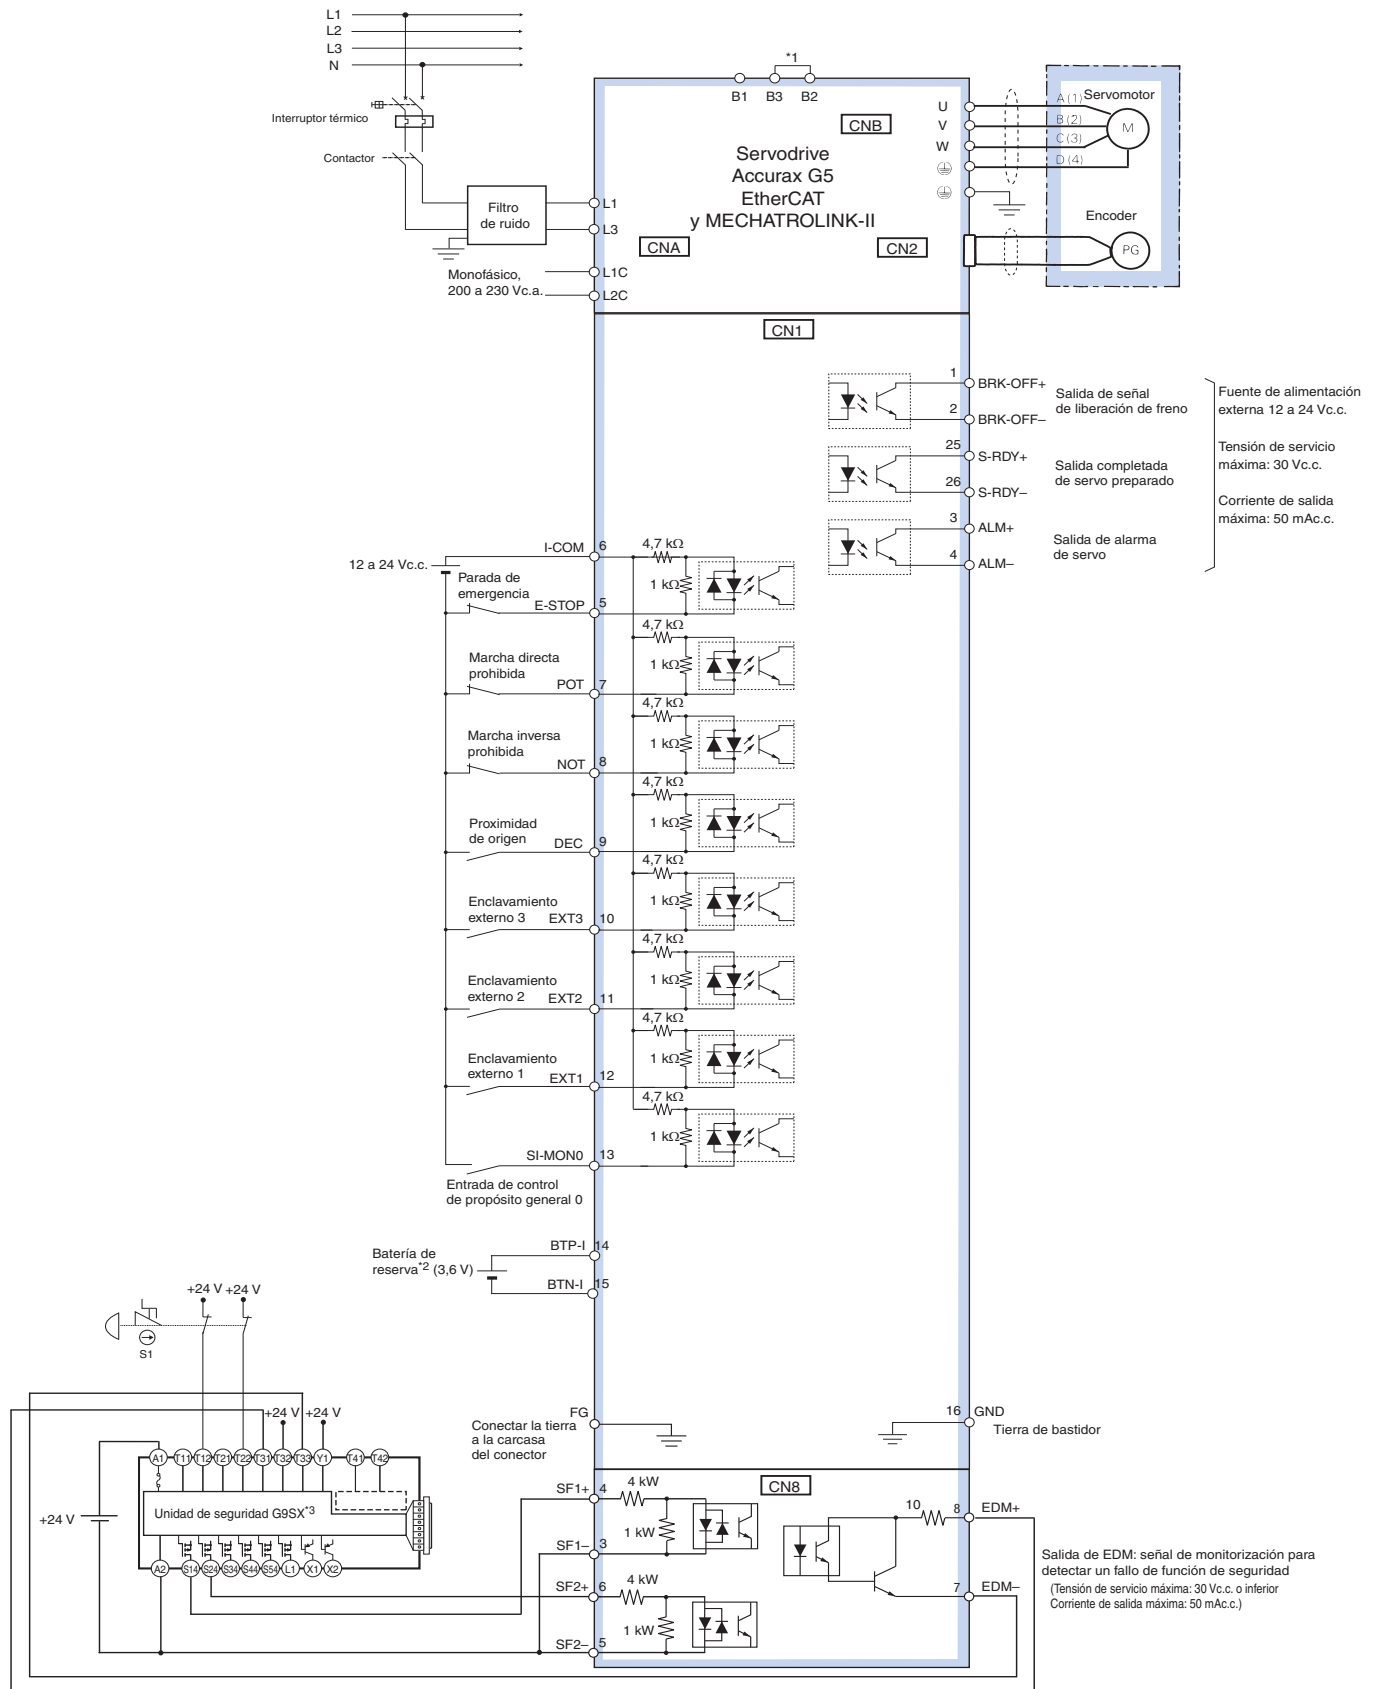 L1
L2
L3
N
Interruptor térmico
Contactor
Filtro
de ruido
L1
L3
Monofásico,
200 a 230 Vc.a.
L1C
L2C
*1
B1 B3 B2
CNB
Servodrive
Accurax G5
EtherCAT
y MECHATROLINK-II
CNA
CN2
U
V
W
A (1)
B (2)
C (3)
D (4)
Servomotor
M
Encoder
PG
CN1
1
BRK-OFF+
2
BRK-OFF–
Salida de señal
de liberación de freno
25
S-RDY+
26
S-RDY–
Salida completada
de servo preparado
3
ALM+
4
ALM–
Salida de alarma
de servo
Fuente de alimentación
externa 12 a 24 Vc.c.
Tensión de servicio
máxima: 30 Vc.c.
Corriente de salida
máxima: 50 mAc.c.
12 a 24 Vc.c.
I-COM 6
4,7 kΩ
1 kΩ
Parada de
emergencia
E-STOP 5
4,7 kΩ
1 kΩ
Marcha directa
prohibida
POT 7
4,7 kΩ
1 kΩ
Marcha inversa
prohibida
NOT 8
4,7 kΩ
1 kΩ
Proximidad
de origen
DEC 9
4,7 kΩ
1 kΩ
Enclavamiento
externo 3 EXT3 10
4,7 kΩ
1 kΩ
Enclavamiento
externo 2 EXT2 11
4,7 kΩ
1 kΩ
Enclavamiento
externo 1 EXT1 12
4,7 kΩ
1 kΩ
SI-MON0 13
Entrada de control
de propósito general 0
BTP-I 14
Batería de
reserva*2 (3,6 V)
BTN-I 15
+24 V +24 V
S1
+24 V +24 V
FG
Conectar la tierra
a la carcasa
del conector
16 GND
Tierra de bastidor
A1 T11 T12 T21 T22 T31 T32 T33 Y1 T41 T42
Unidad de seguridad G9SX*3
+24 V
A2 S14 S24 S34 S44 S54 L1 X1 X2
CN8
SF1+ 4
4 kW
1 kW
SF1– 3
SF2+ 6
4 kW
1 kW
SF2– 5
10
8 EDM+
7 EDM–
Salida de EDM: señal de monitorización para
detectar un fallo de función de seguridad
(Tensión de servicio máxima: 30 Vc.c. o inferior
Corriente de salida máxima: 50 mAc.c.)